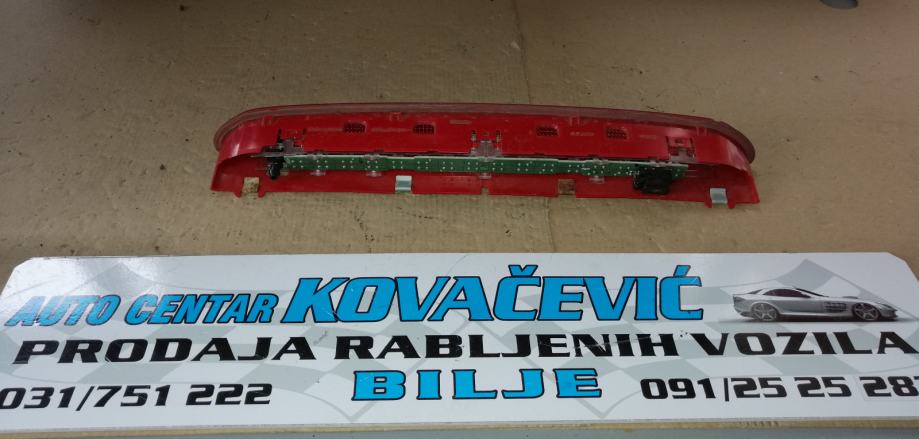 AUTO CENTAR KOVAČEVIĆ
PRODAJA RABLJENIH VOZILA
BILJE
031/751 222
091/25 25 28